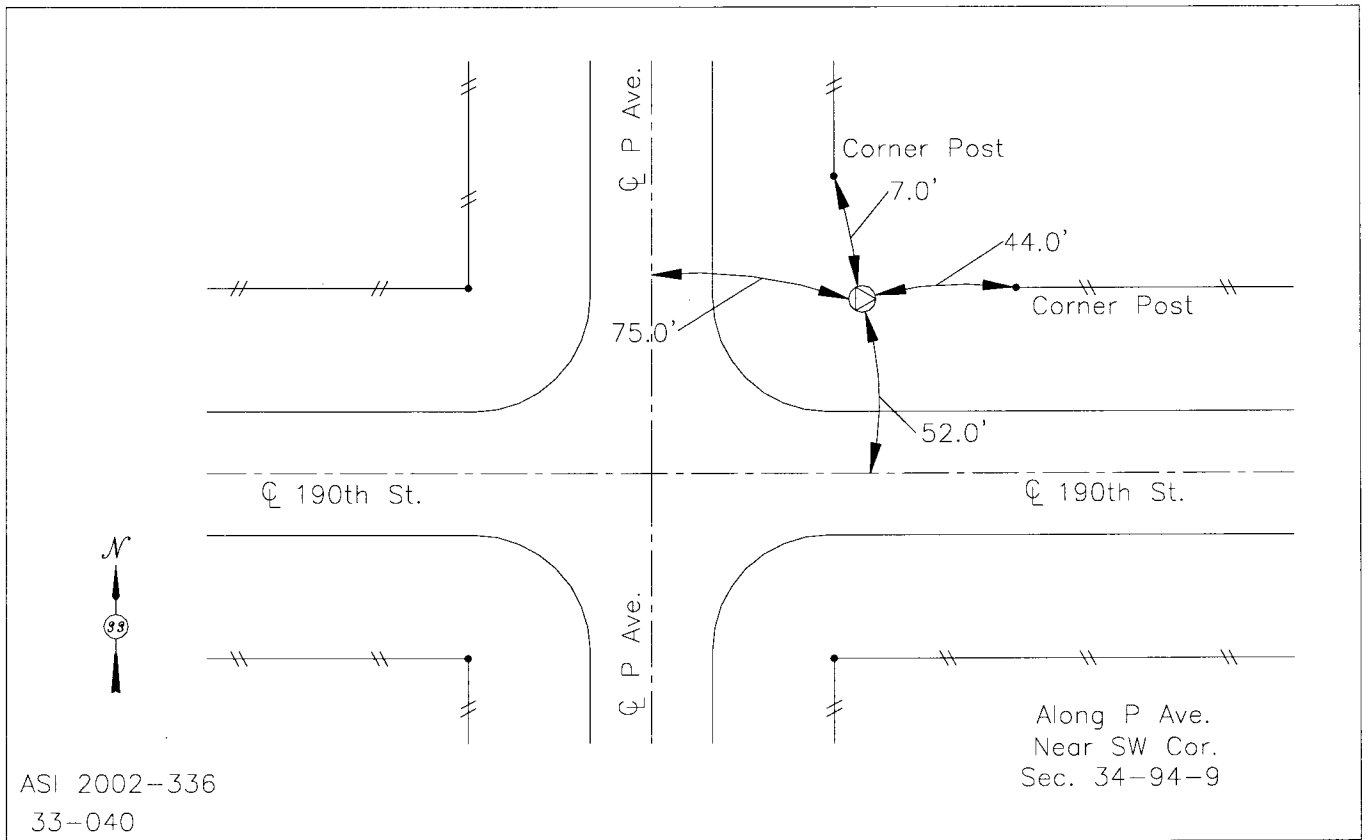 ℄ P Ave.
Corner Post
7.0'
44.0'
Corner Post
75.0'
52.0'
℄ 190th St.
℄ 190th St.
N
℄ P Ave.
Along P Ave.
Near SW Cor.
Sec. 34-94-9
ASI 2002-336
33-040